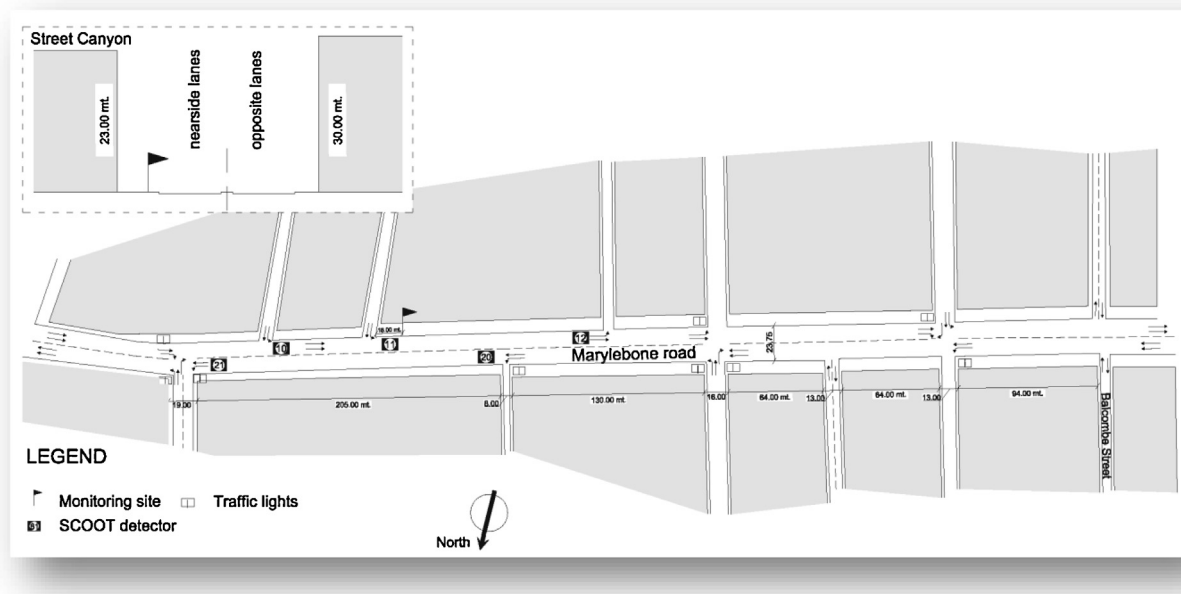 Street Canyon
23.00 mt.
nearside lanes
opposite lanes
30.00 mt.
18.00 mt.
10
11
12
20
21
Marylebone road
23,75
19.00
205.00 mt.
6.00
130.00 mt.
16.00
64.00 mt.
13.00
64.00 mt.
13.00
94.00 mt.
Balcombe Street
LEGEND
Monitoring site
Traffic lights
SCOOT detector
North